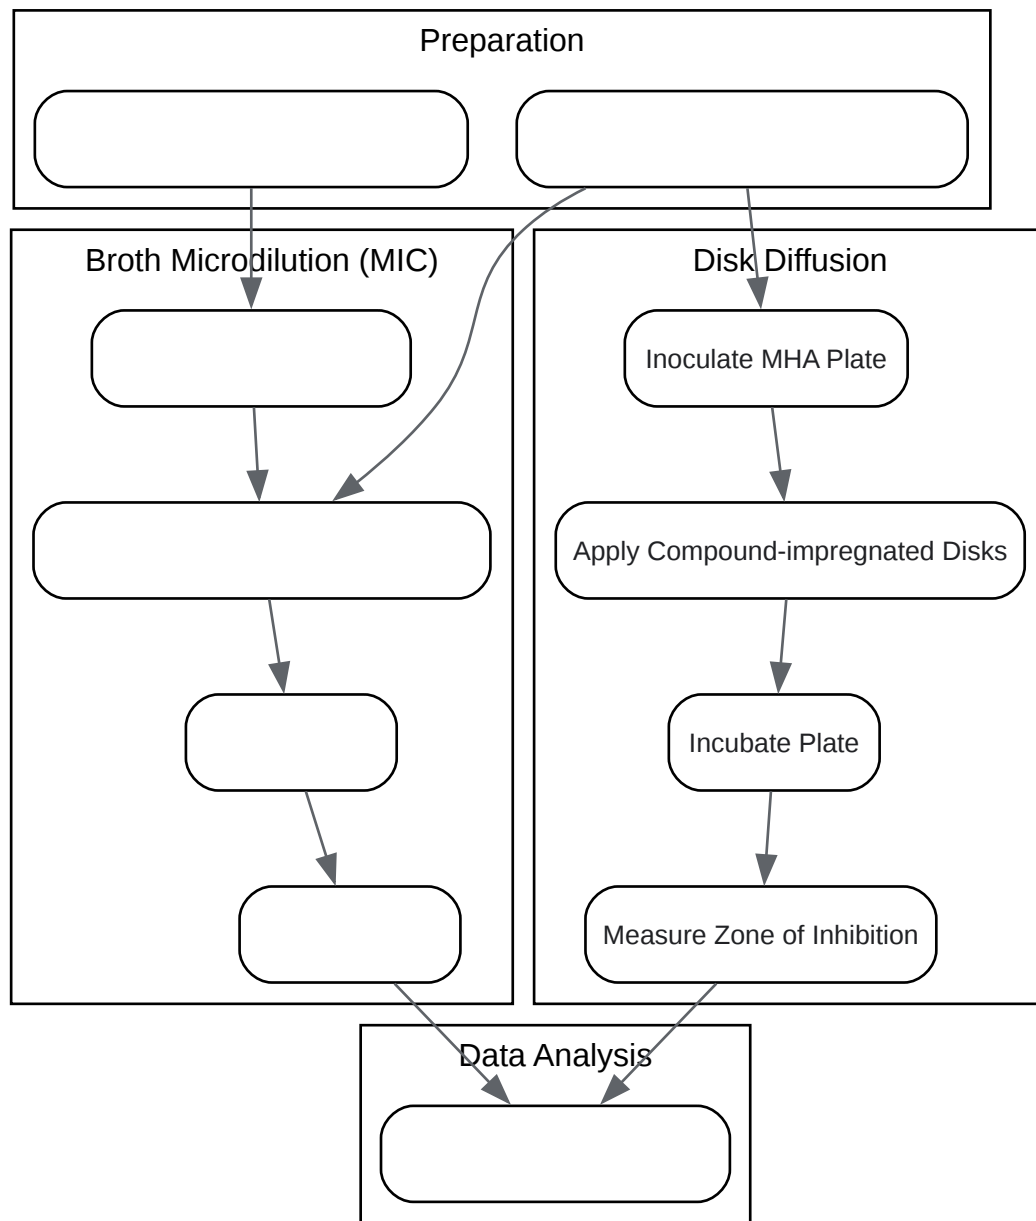 Preparation
Broth Microdilution (MIC)
Disk Diffusion
Inoculate MHA Plate
Apply Compound-impregnated Disks
Incubate Plate
Measure Zone of Inhibition
Data Analysis